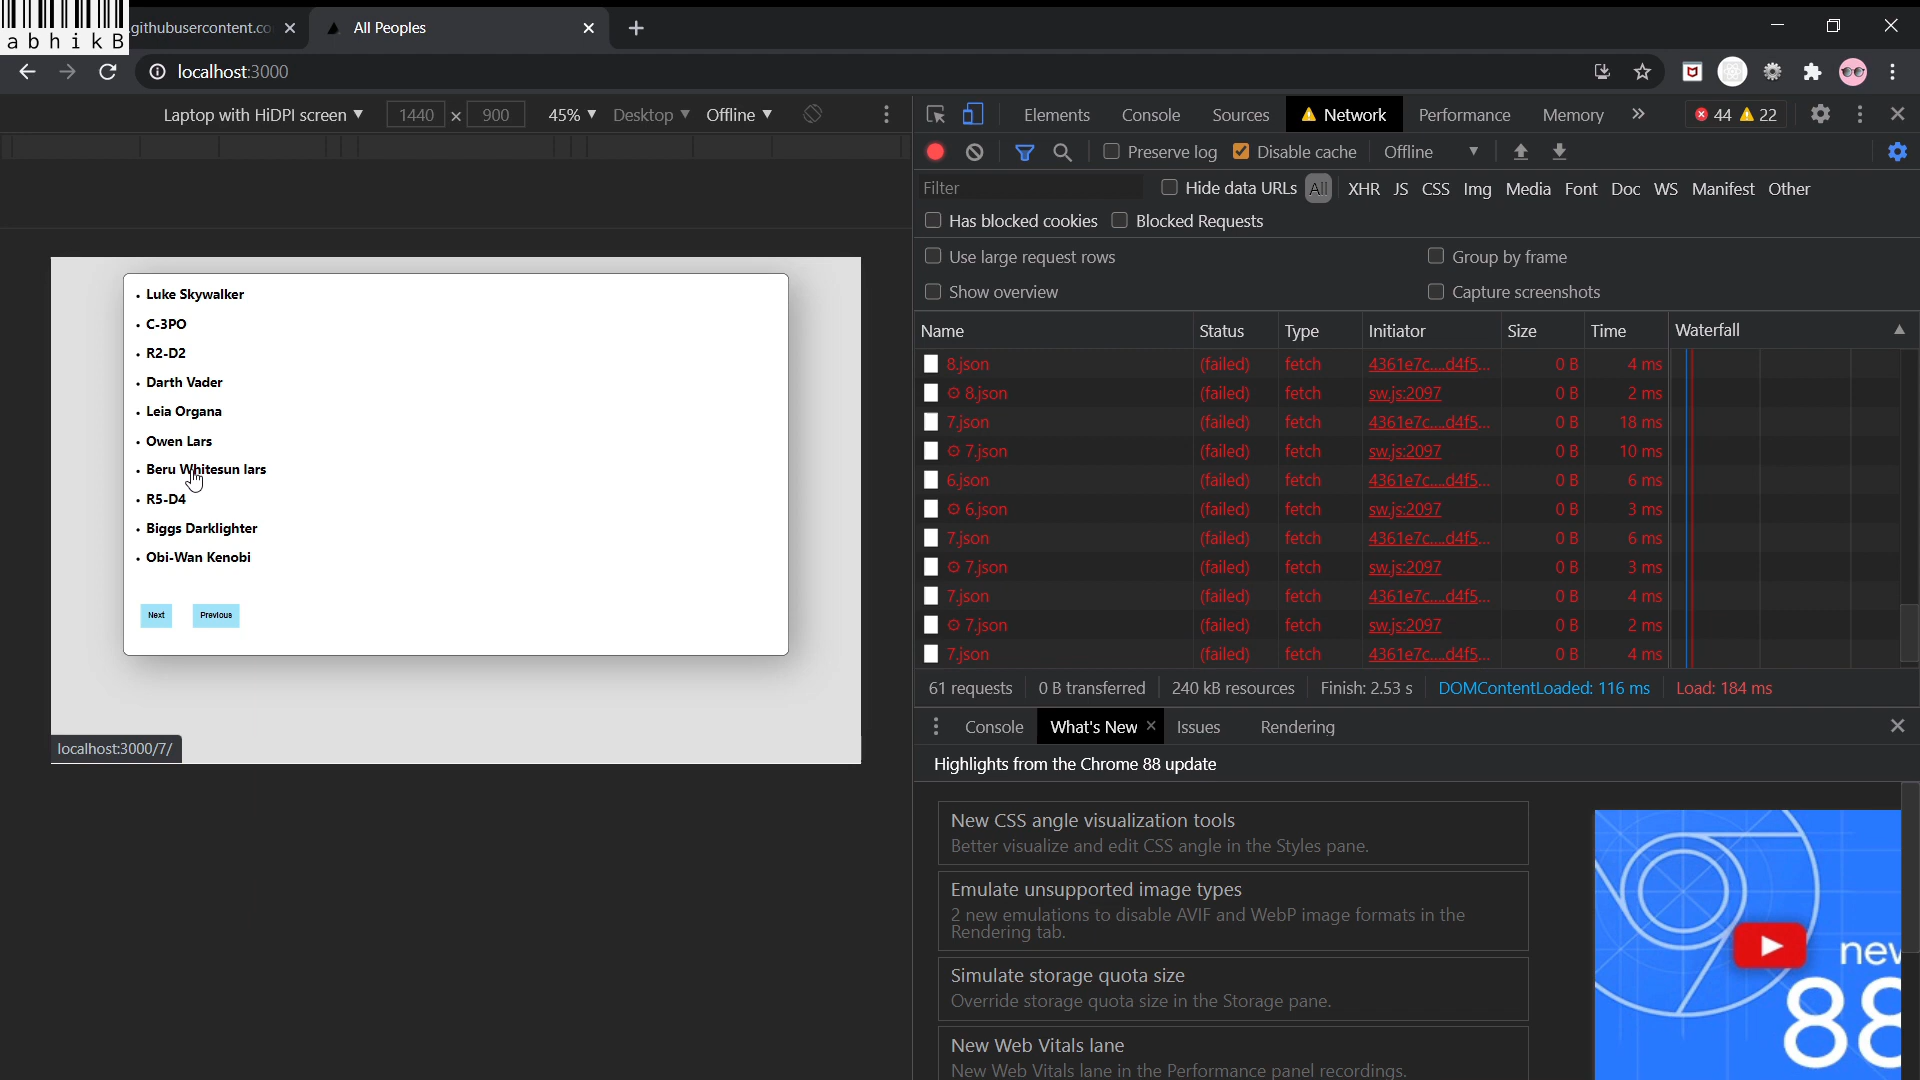 abhikB
.githubusercontent.co
All Peoples
localhost:3000
Laptop with HiDPI screen ▼ 1440 × 900 45% ▼ Desktop ▼ Offline ▼
Elements Console Sources Network Performance Memory » 44 22
Preserve log Disable cache Offline ▼
Filter Hide data URLs All XHR JS CSS Img Media Font Doc WS Manifest Other
Has blocked cookies Blocked Requests
Use large request rows Group by frame
Show overview Capture screenshots
• Luke Skywalker
• C-3PO
• R2-D2
• Darth Vader
• Leia Organa
• Owen Lars
• Beru Whitesun lars
• R5-D4
• Biggs Darklighter
• Obi-Wan Kenobi
Next Previous
localhost:3000/7/
Name Status Type Initiator Size Time Waterfall
8.json (failed) fetch 4361e7c....d4f5... 0 B 4 ms
8.json (failed) fetch sw.js:2097 0 B 2 ms
7.json (failed) fetch 4361e7c....d4f5... 0 B 18 ms
7.json (failed) fetch sw.js:2097 0 B 10 ms
6.json (failed) fetch 4361e7c....d4f5... 0 B 6 ms
6.json (failed) fetch sw.js:2097 0 B 3 ms
7.json (failed) fetch 4361e7c....d4f5... 0 B 6 ms
7.json (failed) fetch sw.js:2097 0 B 3 ms
7.json (failed) fetch 4361e7c....d4f5... 0 B 4 ms
7.json (failed) fetch sw.js:2097 0 B 2 ms
7.json (failed) fetch 4361e7c....d4f5... 0 B 4 ms
61 requests 0 B transferred 240 kB resources Finish: 2.53 s DOMContentLoaded: 116 ms Load: 184 ms
Console What's New Issues Rendering
Highlights from the Chrome 88 update
New CSS angle visualization tools
Better visualize and edit CSS angle in the Styles pane.
Emulate unsupported image types
2 new emulations to disable AVIF and WebP image formats in the
Rendering tab.
Simulate storage quota size
Override storage quota size in the Storage pane.
New Web Vitals lane
New Web Vitals lane in the Performance panel recordings.
new
88